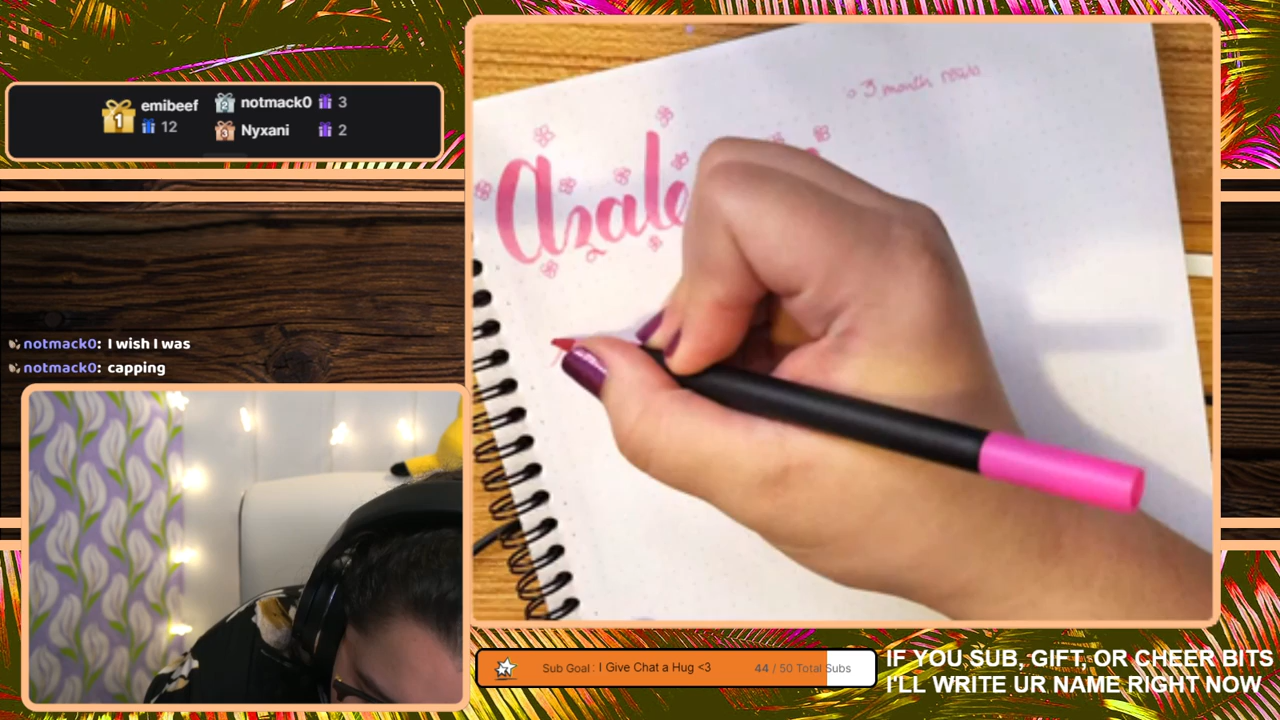 emibeef
12
notmack0 3
Nyxani 2
3 month resub
Azale
notmack0: I wish I was
notmack0: capping
Sub Goal: I Give Chat a Hug <3 44 / 50 Total Subs
IF YOU SUB, GIFT OR CHEER BITS
I'LL WRITE UR NAME RIGHT NOW